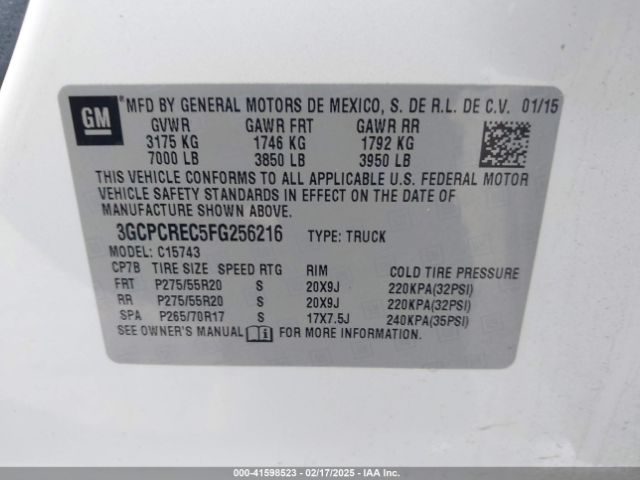 GM ®MFD BY GENERAL MOTORS DE MEXICO, S. DE R.L. DE C.V. 01/15
GVWR GAWR FRT GAWR RR
3175 KG 1746 KG 1792 KG
7000 LB 3850 LB 3950 LB
THIS VEHICLE CONFORMS TO ALL APPLICABLE U.S. FEDERAL MOTOR
VEHICLE SAFETY STANDARDS IN EFFECT ON THE DATE OF
MANUFACTURE SHOWN ABOVE.
3GCPCREC5FG256216 TYPE: TRUCK
MODEL: C15743
CP7B TIRE SIZE SPEED RTG RIM COLD TIRE PRESSURE
FRT P275/55R20 S 20X9J 220KPA(32PSI)
RR P275/55R20 S 20X9J 220KPA(32PSI)
SPA P265/70R17 S 17X7.5J 240KPA(35PSI)
SEE OWNER'S MANUAL FOR MORE INFORMATION.
000-41598523 — 02/17/2025 — IAA Inc.